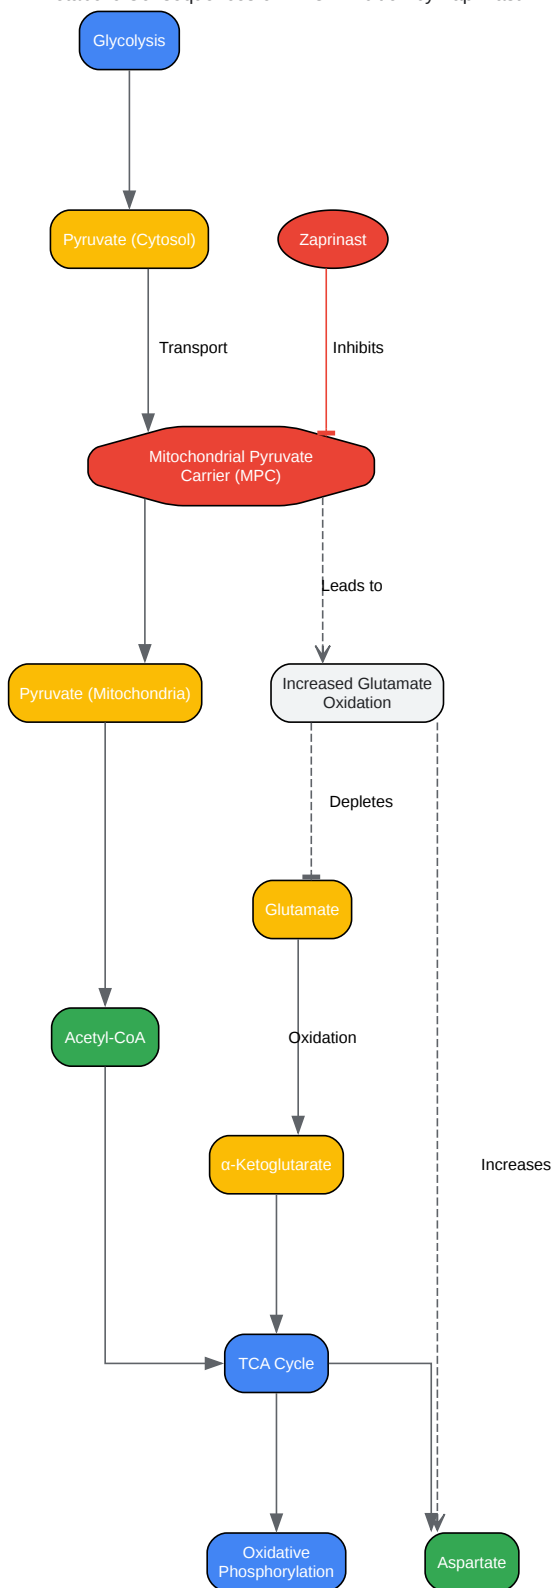 Glycolysis
Pyruvate (Cytosol)
Zaprinast
Transport
Inhibits
Mitochondrial Pyruvate
Carrier (MPC)
Leads to
Pyruvate (Mitochondria)
Increased Glutamate
Oxidation
Depletes
Glutamate
Acetyl-CoA
Oxidation
α-Ketoglutarate
Increases
TCA Cycle
Oxidative
Phosphorylation
Aspartate